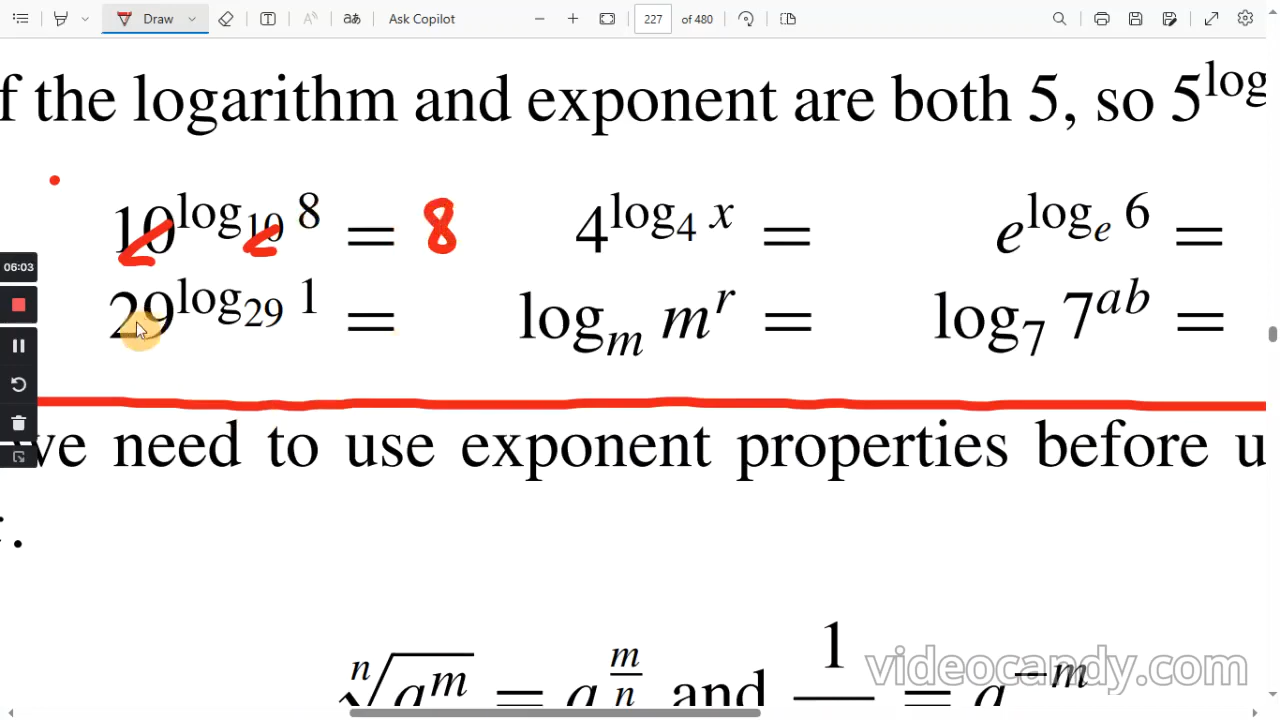 Draw Ask Copilot 227 of 480
f the logarithm and exponent are both 5, so 5^log
10^log_10 8 = 8 4^log_4 x = e^log_e 6 =
06:03
29^log_29 1 = log_m m^r = log_7 7^ab =
we need to use exponent properties before u
.
ⁿ√a^m = a^(m/n) and 1/ = a^−m
videocandy.com